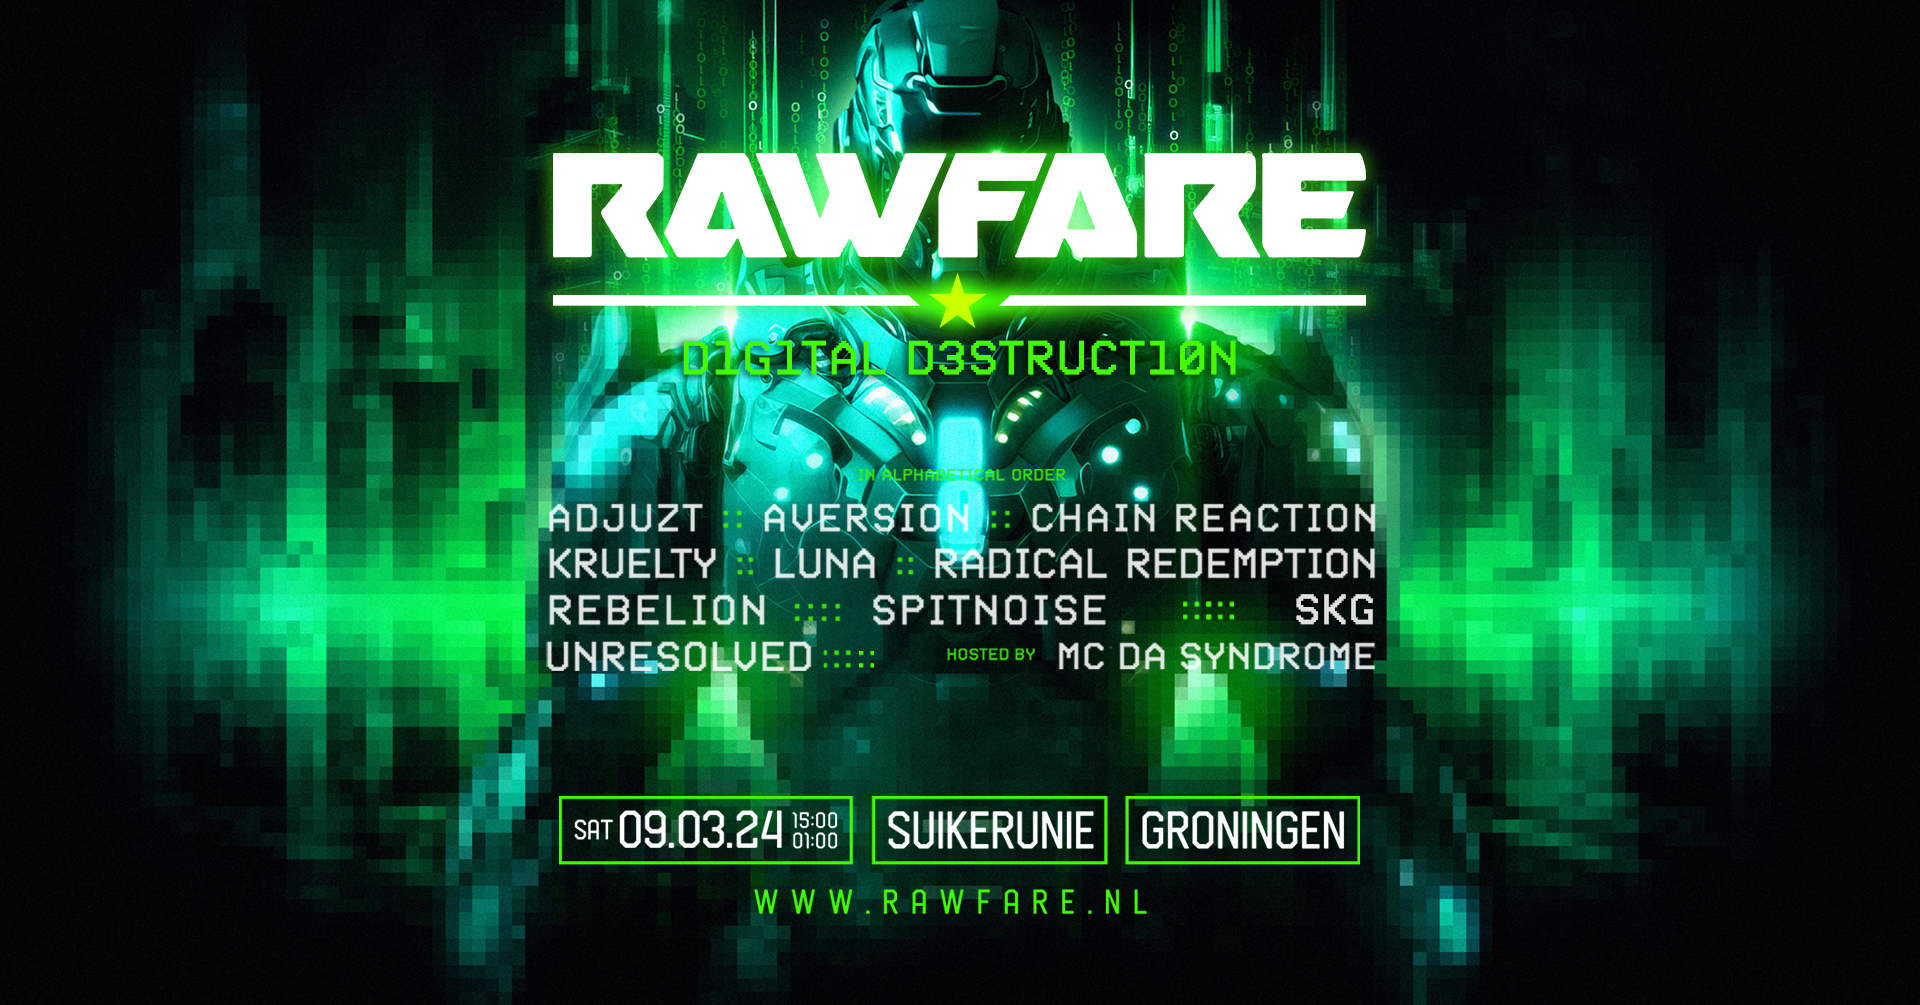 RAWFARE
D1G1TAL D3STRUCT10N
IN ALPHABETICAL ORDER
ADJUZT :: AVERSION :: CHAIN REACTION
KRUELTY :: LUNA :: RADICAL REDEMPTION
REBELION :::: SPITNOISE ::::: SKG
UNRESOLVED ::::: HOSTED BY MC DA SYNDROME
SAT 09.03.24 15:00 01:00 SUIKERUNIE GRONINGEN
WWW.RAWFARE.NL